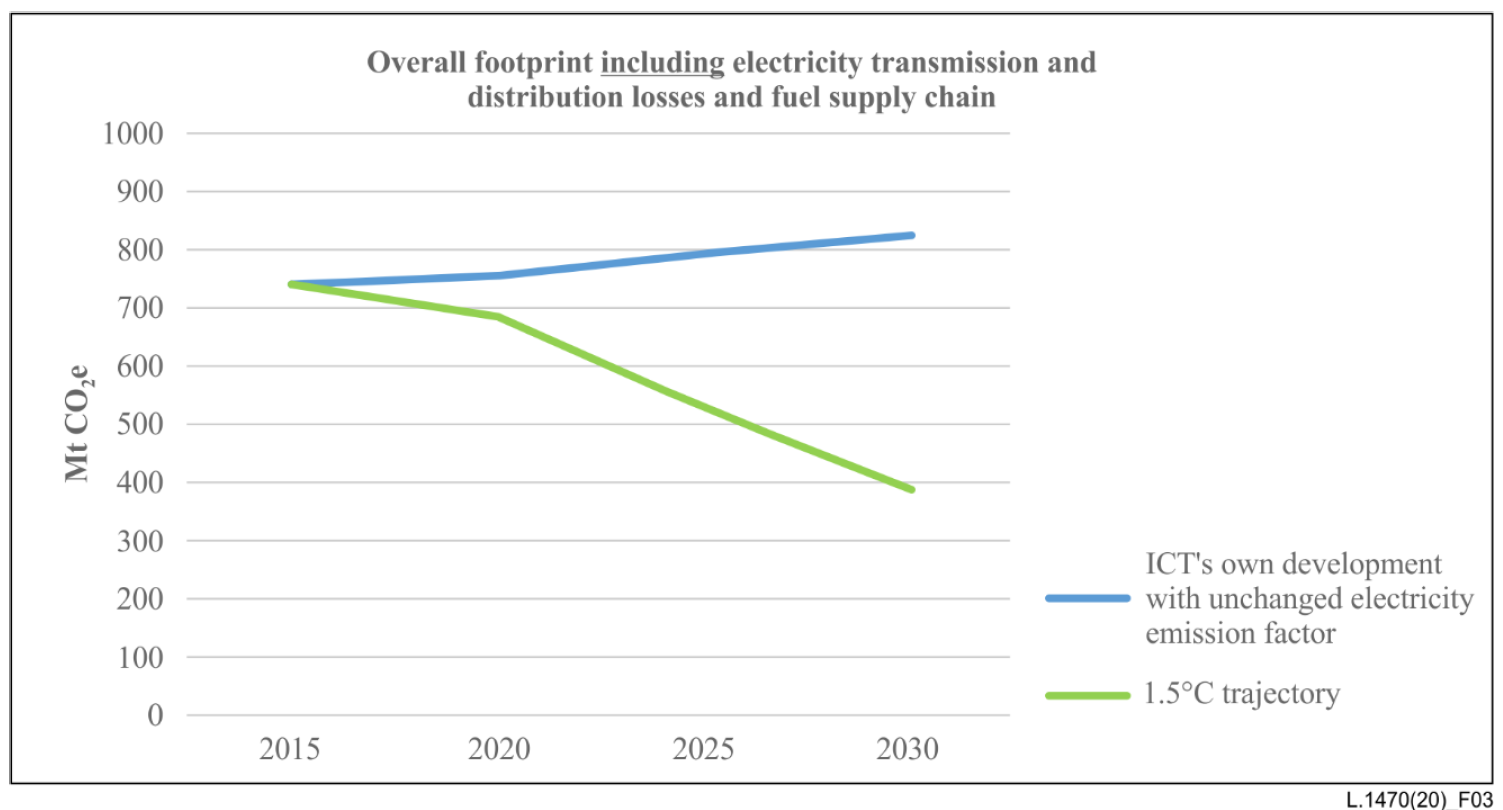 Overall footprint including electricity transmission and
distribution losses and fuel supply chain
1000
900
800
700
600
500
400
300
200
100
0
Mt CO₂e
2015 2020 2025 2030
ICT's own development
with unchanged electricity
emission factor
1.5°C trajectory
L.1470(20)_F03